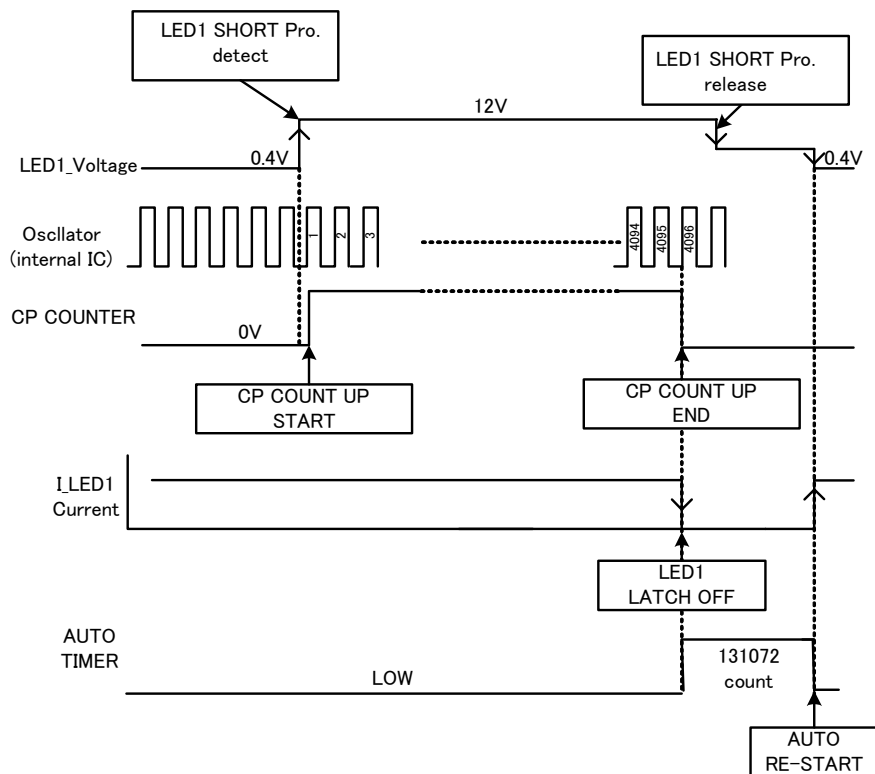 LED1 SHORT Pro.
detect
LED1 SHORT Pro.
release
12V
0.4V
0.4V
LED1_Voltage
Oscllator
(internal IC)
1
2
3
4094
4095
4096
CP COUNTER
0V
CP COUNT UP
START
CP COUNT UP
END
I_LED1
Current
LED1
LATCH OFF
AUTO
TIMER
LOW
131072
count
AUTO
RE-START